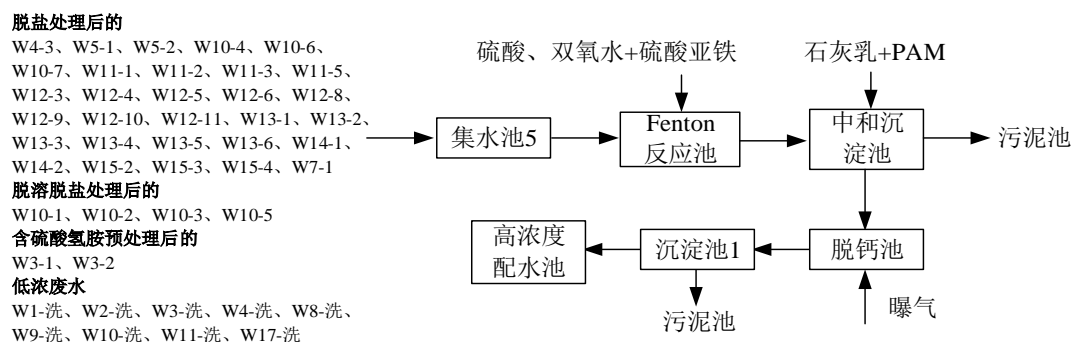 脱盐处理后的
W4-3、W5-1、W5-2、W10-4、W10-6、
W10-7、W11-1、W11-2、W11-3、W11-5、
W12-3、W12-4、W12-5、W12-6、W12-8、
W12-9、W12-10、W12-11、W13-1、W13-2、
W13-3、W13-4、W13-5、W13-6、W14-1、
W14-2、W15-2、W15-3、W15-4、W7-1
脱溶脱盐处理后的
W10-1、W10-2、W10-3、W10-5
含硫酸氢胺预处理后的
W3-1、W3-2
低浓废水
W1-洗、W2-洗、W3-洗、W4-洗、W8-洗、
W9-洗、W10-洗、W11-洗、W17-洗
硫酸、双氧水+硫酸亚铁
石灰乳+PAM
集水池5
Fenton
反应池
中和沉
淀池
污泥池
高浓度
配水池
沉淀池1
脱钙池
污泥池
曝气